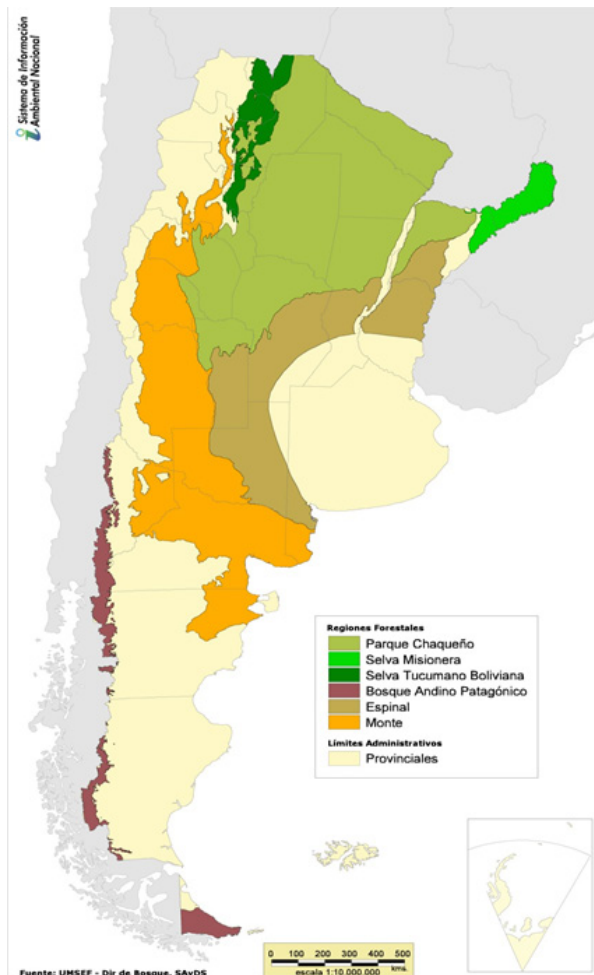 Sistema de Información
Ambiental Nacional
Regiones Forestales
Parque Chaqueño
Selva Misionera
Selva Tucumano Boliviana
Bosque Andino Patagónico
Espinal
Monte
Límites Administrativos
Provinciales
0 100 200 300 400 500
kms.
escala 1:10.000.000
Fuente: UMSEF - Dir de Bosque. SAyDS